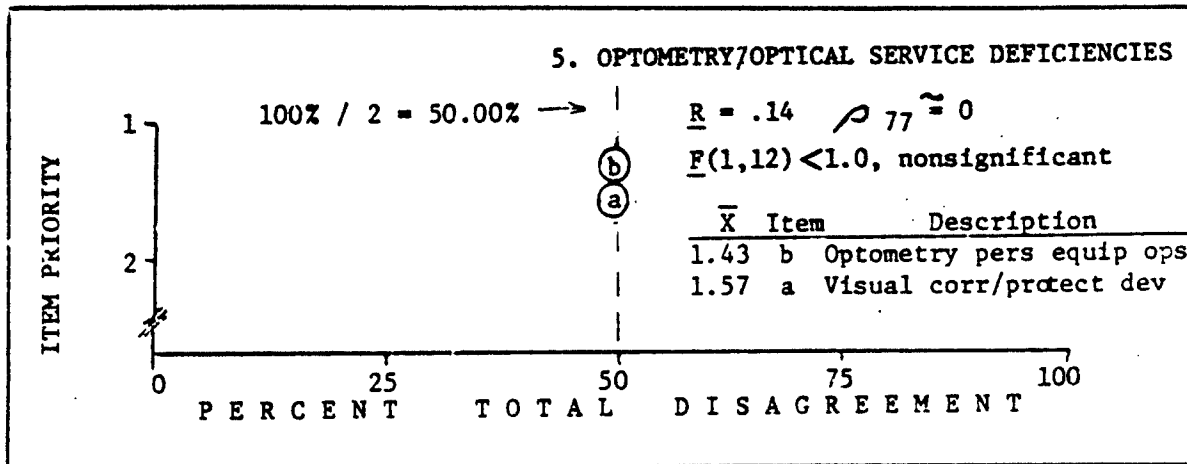 5. OPTOMETRY/OPTICAL SERVICE DEFICIENCIES
100% / 2 = 50.00% →
R = .14 ρ 77 ≅ 0
F(1,12) <1.0, nonsignificant
X̄ Item Description
1.43 b Optometry pers equip ops
1.57 a Visual corr/protect dev
ITEM PRIORITY
1
2
b
a
0 25 50 75 100
PERCENT TOTAL DISAGREEMENT